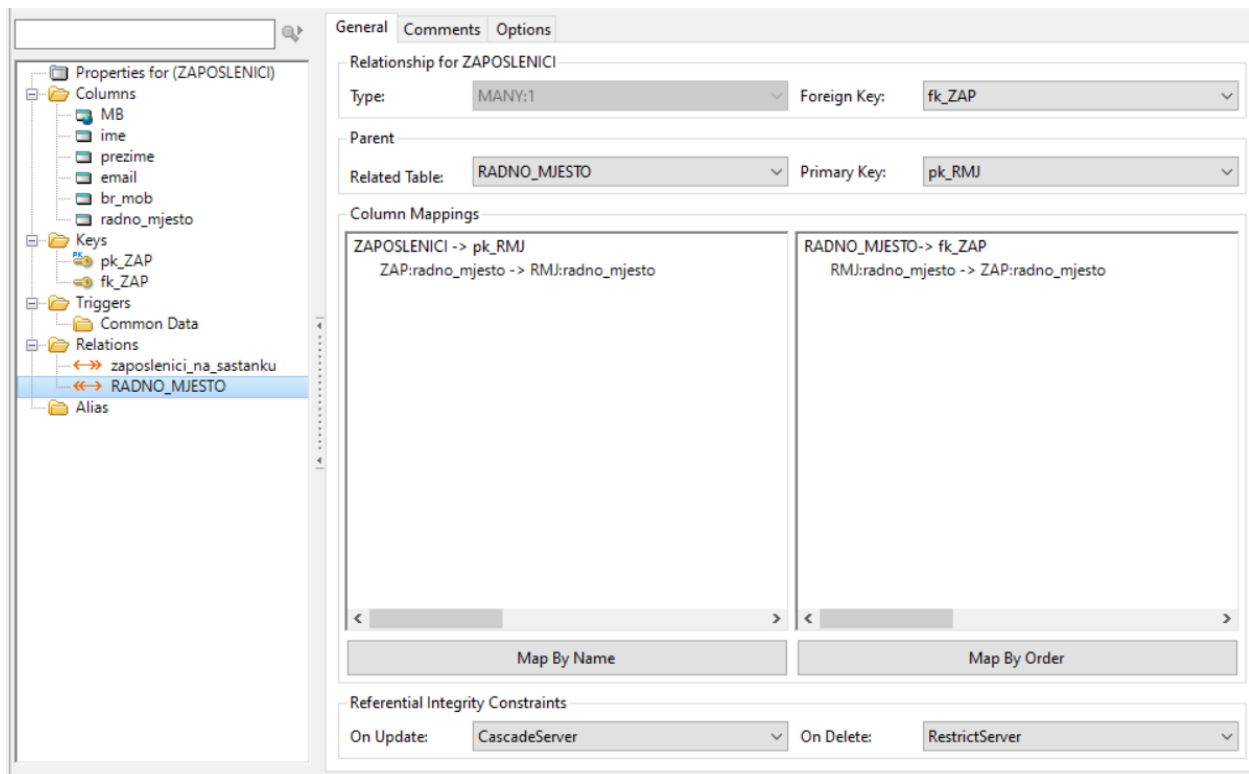 General Comments Options
Properties for (ZAPOSLENICI)
Columns
MB
ime
prezime
email
br_mob
radno_mjesto
Keys
pk_ZAP
fk_ZAP
Triggers
Common Data
Relations
zaposlenici_na_sastanku
RADNO_MJESTO
Alias
Relationship for ZAPOSLENICI
Type: MANY:1 Foreign Key: fk_ZAP
Parent
Related Table: RADNO_MJESTO Primary Key: pk_RMJ
Column Mappings
ZAPOSLENICI -> pk_RMJ
ZAP:radno_mjesto -> RMJ:radno_mjesto
RADNO_MJESTO-> fk_ZAP
RMJ:radno_mjesto -> ZAP:radno_mjesto
Map By Name Map By Order
Referential Integrity Constraints
On Update: CascadeServer On Delete: RestrictServer